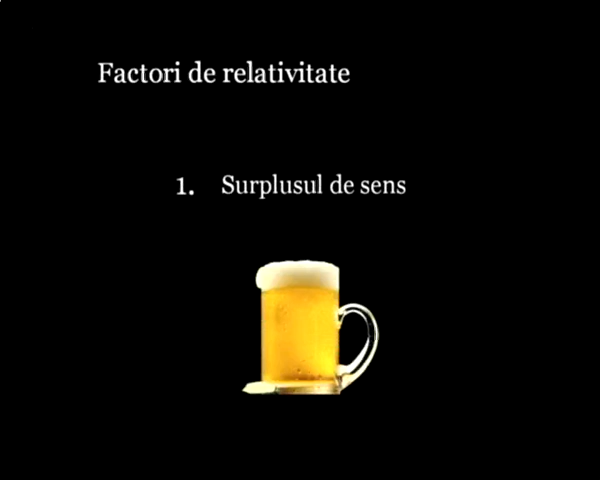 Factori de relativitate
1. Surplusul de sens